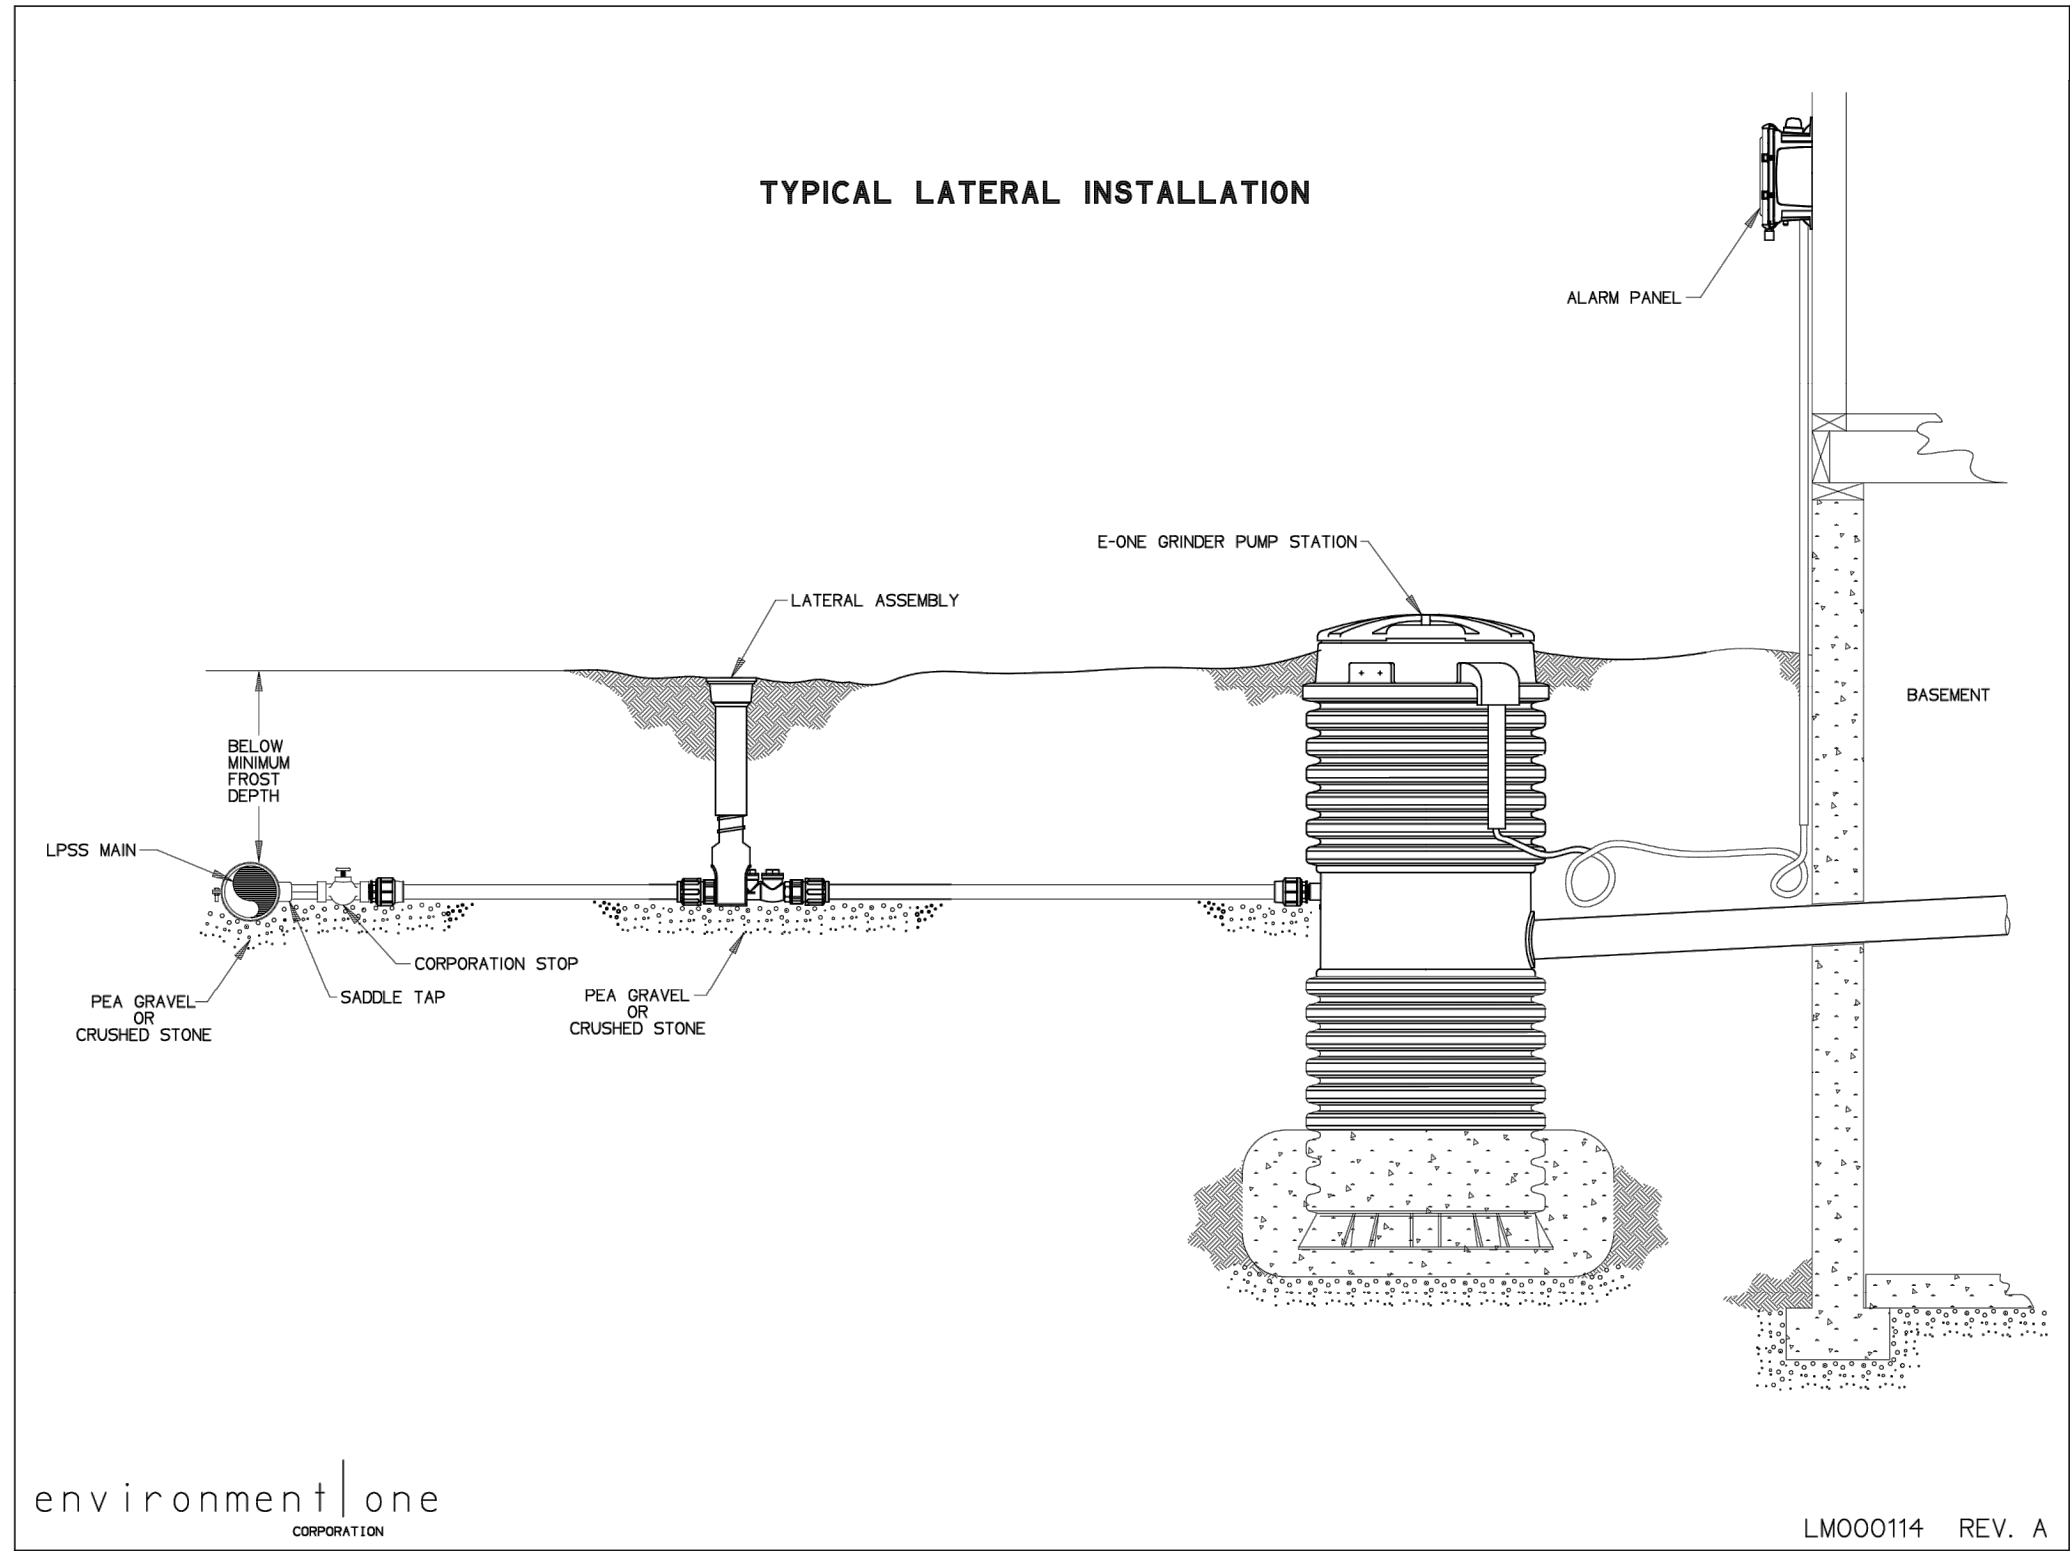 TYPICAL LATERAL INSTALLATION
ALARM PANEL
E-ONE GRINDER PUMP STATION
LATERAL ASSEMBLY
BASEMENT
BELOW
MINIMUM
FROST
DEPTH
LPSS MAIN
CORPORATION STOP
SADDLE TAP
PEA GRAVEL
OR
CRUSHED STONE
PEA GRAVEL
OR
CRUSHED STONE
environment one
CORPORATION
LM000114 REV. A